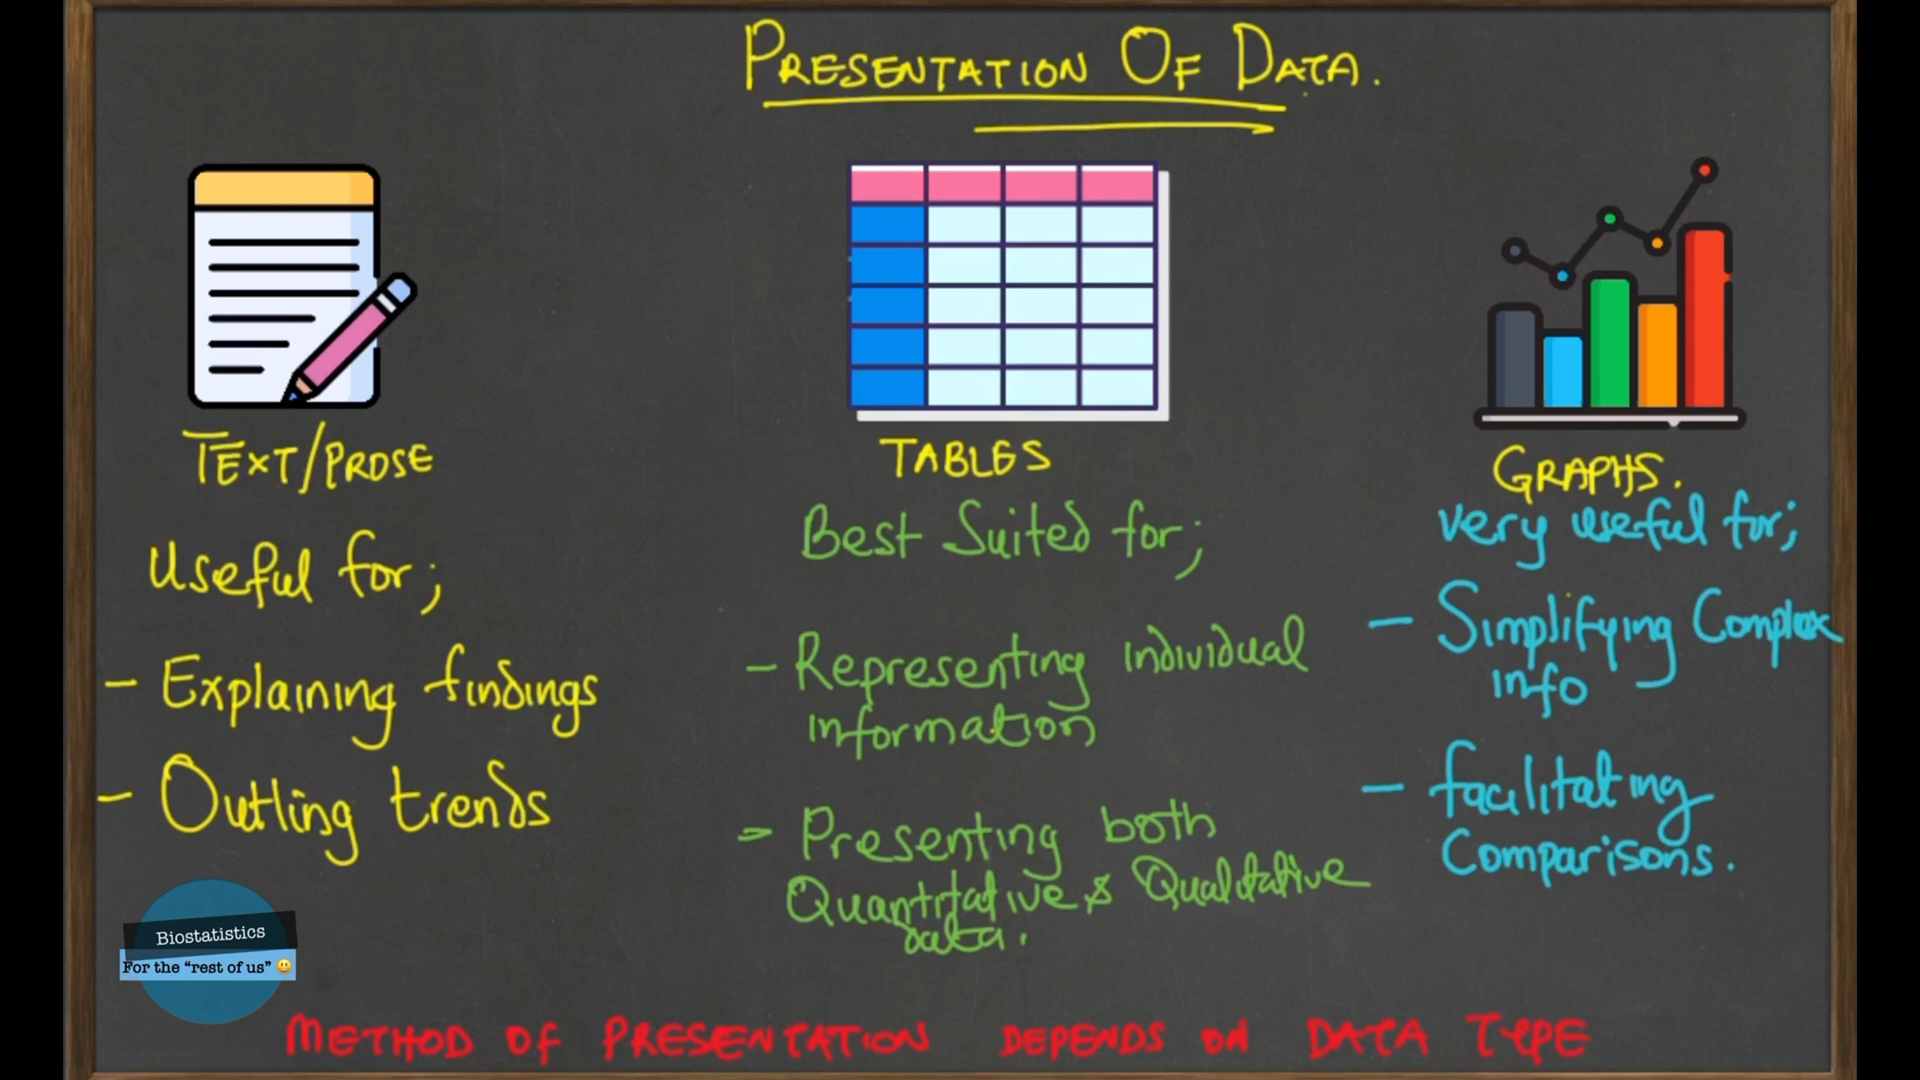 PRESENTATION OF DATA.
TEXT/PROSE
Useful for;
- Explaining findings
- Outling trends
TABLES
Best Suited for;
- Representing individual
information
- Presenting both
Quantitative & Qualitative
data.
GRAPHS.
very useful for;
- Simplifying Complex
info
- facilitating
Comparisons.
Biostatistics
For the “rest of us” 😃
METHOD OF PRESENTATION DEPENDS ON DATA TYPE